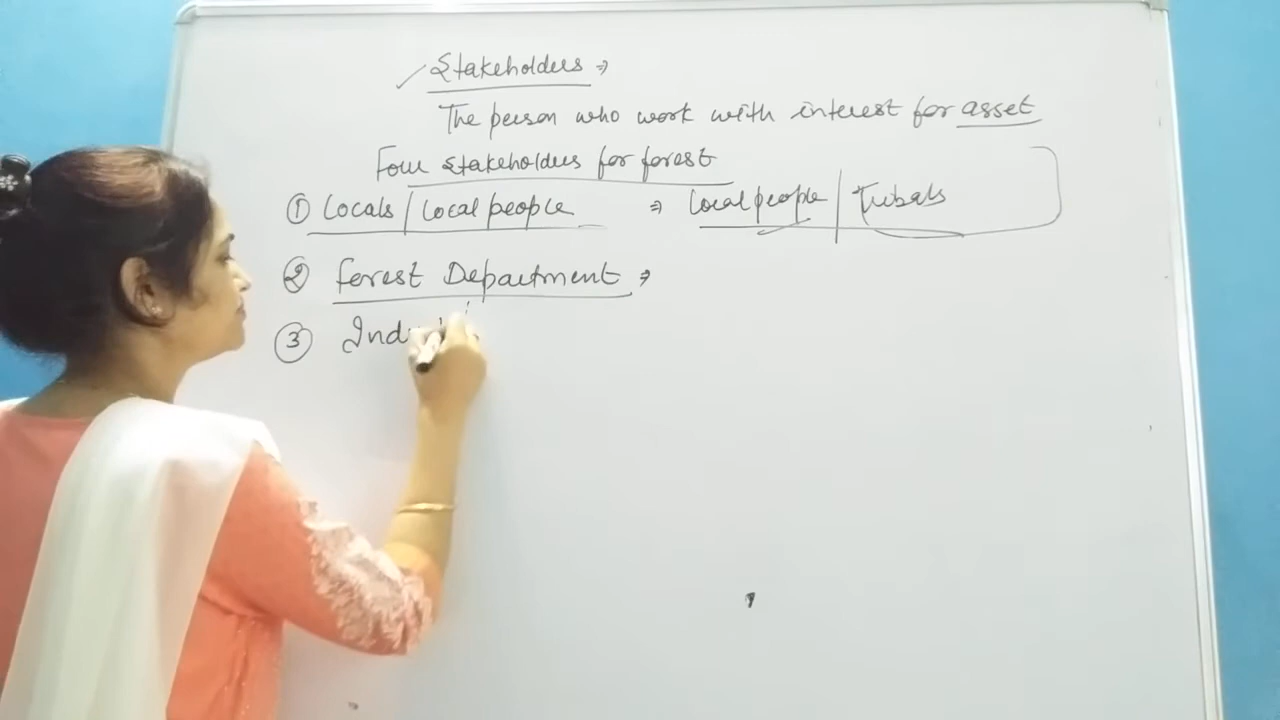 Stakeholders ⇒
The person who work with interest for asset
Four stakeholders for forest
① Locals / Local people ⇒ Local people | Tribals
② Forest Department ⇒
③